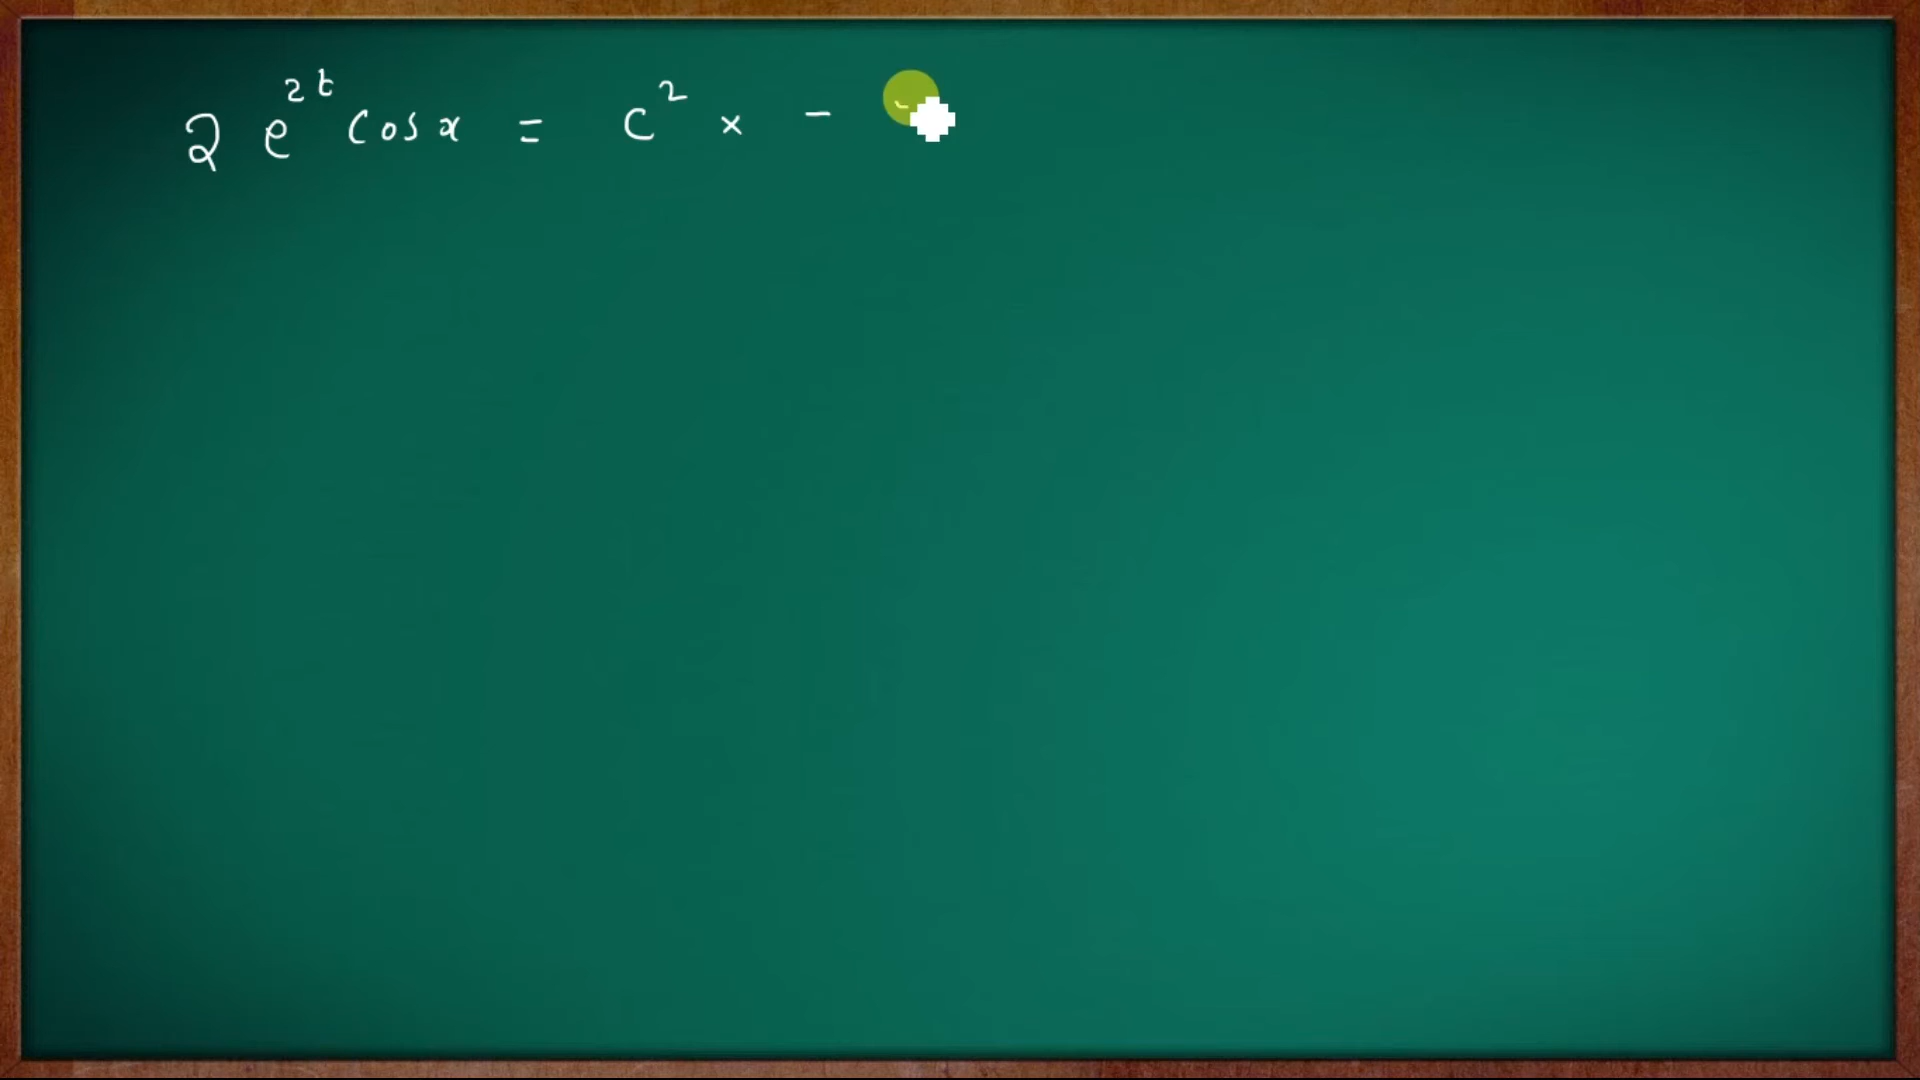 2 e^{2t} cos x = c^2 × -